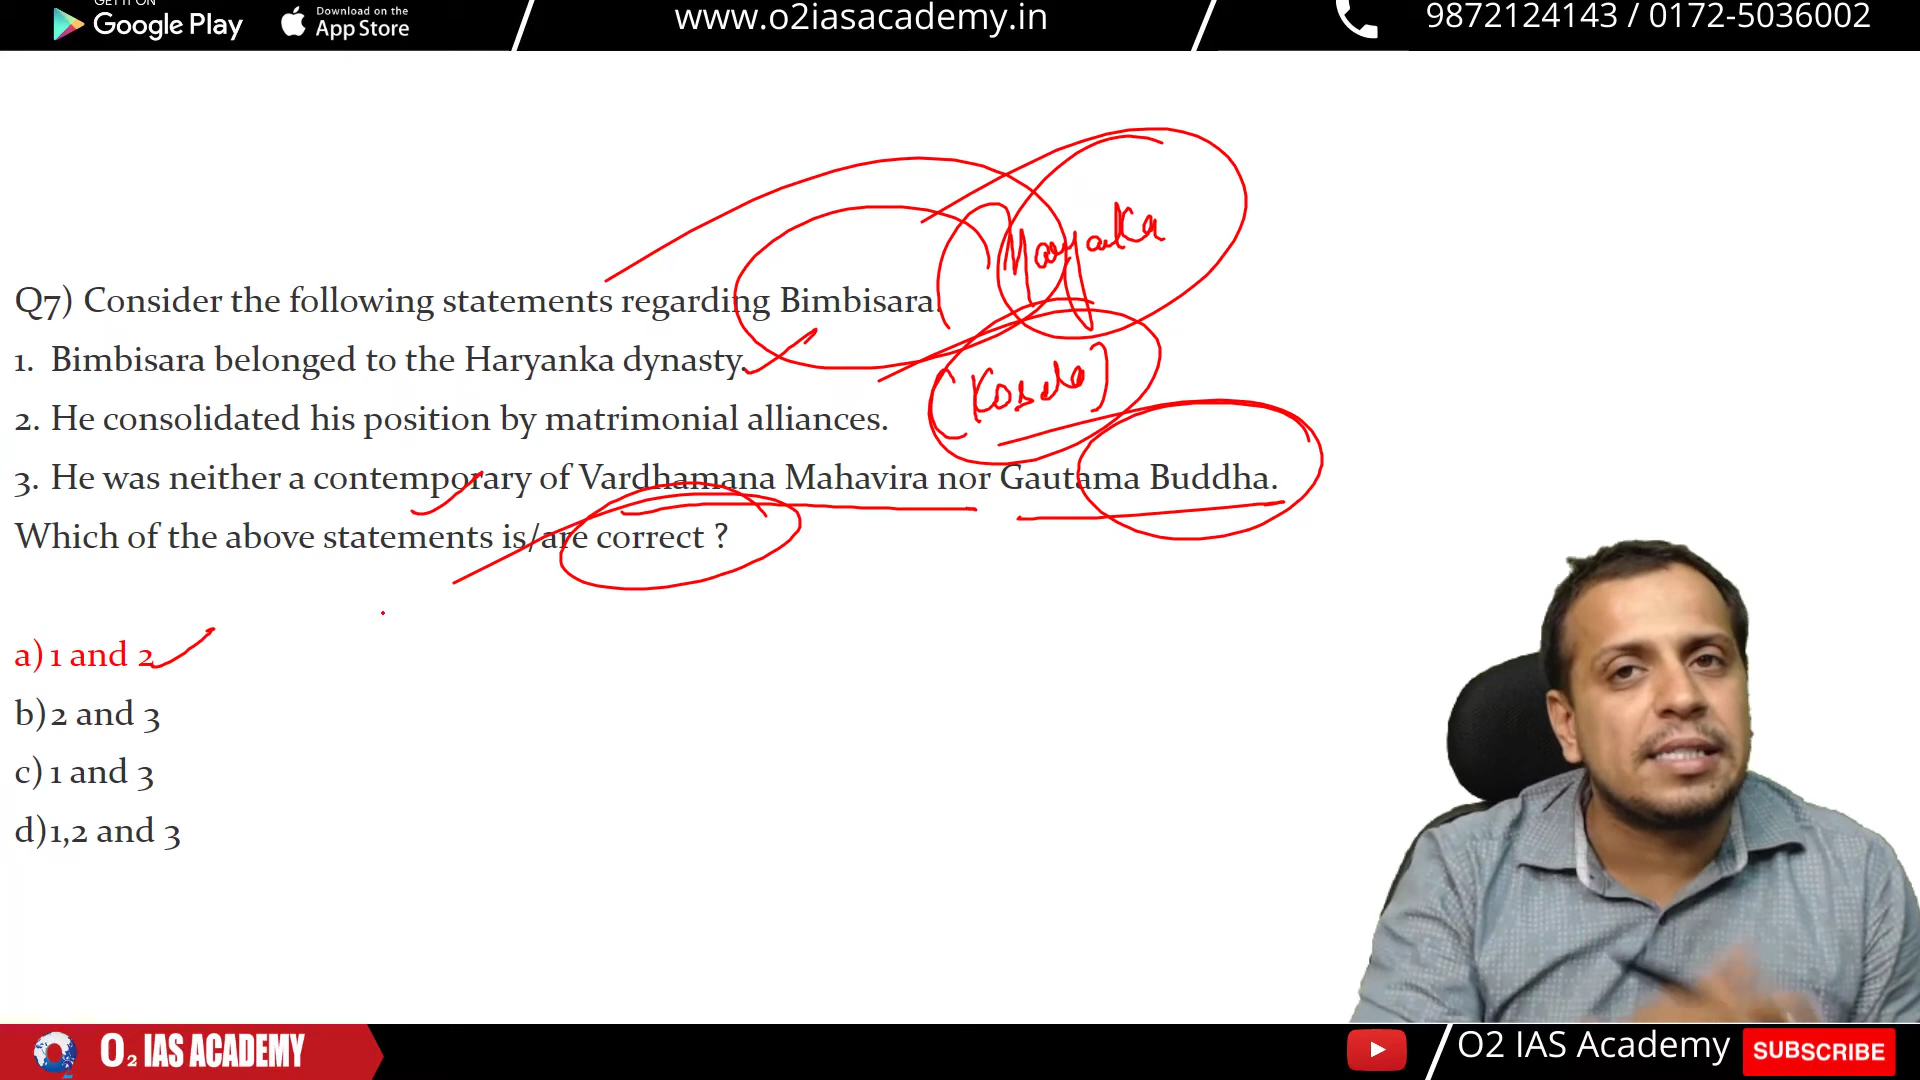 GET IT ON
Google Play
Download on the
App Store
www.o2iasacademy.in
9872124143 / 0172-5036002
Haryanka
Q7) Consider the following statements regarding Bimbisara.
1. Bimbisara belonged to the Haryanka dynasty.
(Kosala)
2. He consolidated his position by matrimonial alliances.
3. He was neither a contemporary of Vardhamana Mahavira nor Gautama Buddha.
Which of the above statements is/are correct ?
a) 1 and 2
b) 2 and 3
c) 1 and 3
d) 1,2 and 3
O2 IAS ACADEMY
O2 IAS Academy
SUBSCRIBE